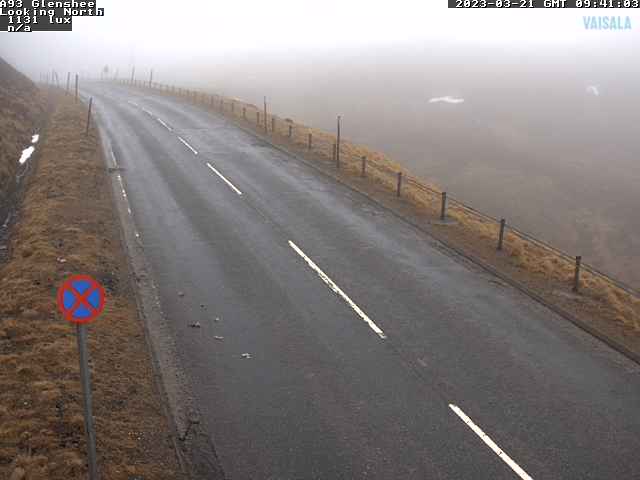 A93 Glenshee
Looking North
1131 lux
n/a
2023-03-21 GMT 09:41:03
VAISALA